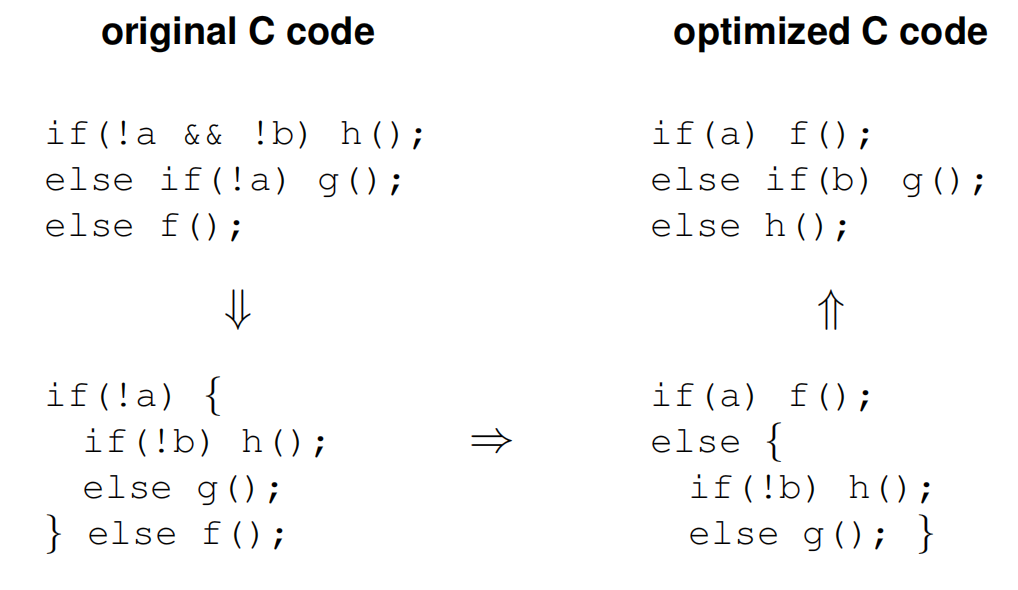 original C code
if(!a && !b) h();
else if(!a) g();
else f();
⇓
if(!a) {
if(!b) h();
else g();
} else f();
⇒
optimized C code
if(a) f();
else if(b) g();
else h();
⇑
if(a) f();
else {
if(!b) h();
else g(); }